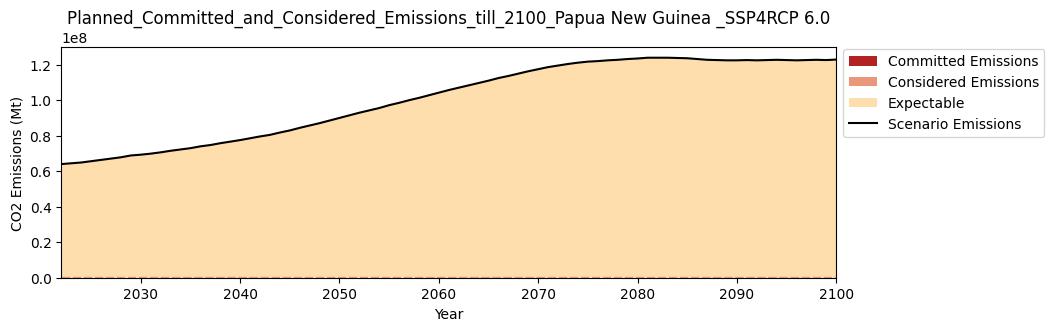 Planned_Committed_and_Considered_Emissions_till_2100_Papua New Guinea _SSP4RCP 6.0
1e8
1.2
1.0
0.8
0.6
0.4
0.2
0.0
CO2 Emissions (Mt)
2030 2040 2050 2060 2070 2080 2090 2100
Year
Committed Emissions
Considered Emissions
Expectable
Scenario Emissions